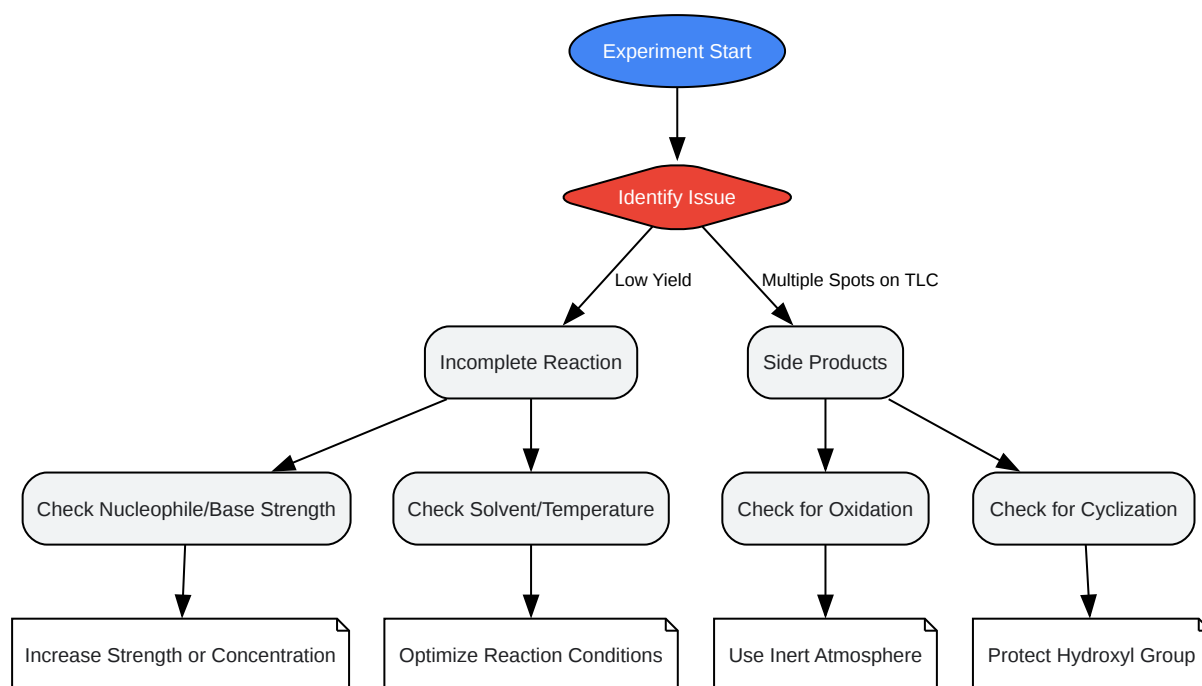 Experiment Start
Identify Issue
Low Yield
Multiple Spots on TLC
Incomplete Reaction
Side Products
Check Nucleophile/Base Strength
Check Solvent/Temperature
Check for Oxidation
Check for Cyclization
Increase Strength or Concentration
Optimize Reaction Conditions
Use Inert Atmosphere
Protect Hydroxyl Group